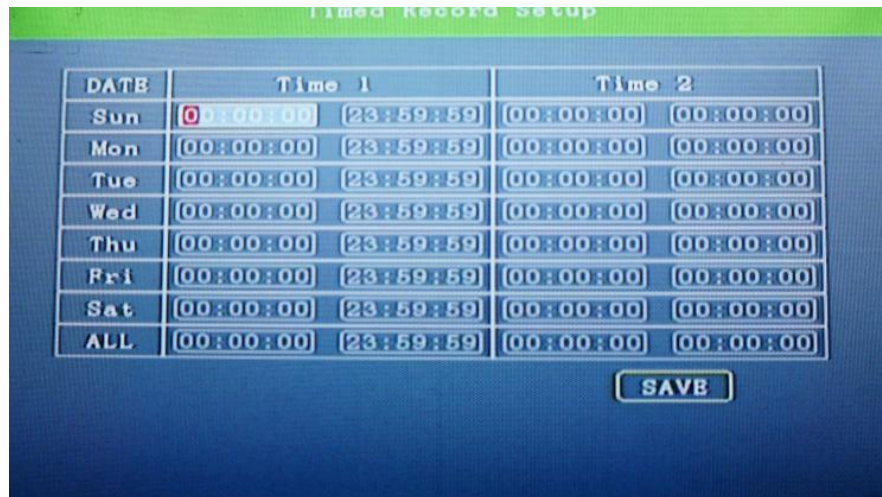 Timed Record Setup
DATE Time 1 Time 2
Sun 00:00:00 23:59:59 00:00:00 00:00:00
Mon 00:00:00 23:59:59 00:00:00 00:00:00
Tue 00:00:00 23:59:59 00:00:00 00:00:00
Wed 00:00:00 23:59:59 00:00:00 00:00:00
Thu 00:00:00 23:59:59 00:00:00 00:00:00
Fri 00:00:00 23:59:59 00:00:00 00:00:00
Sat 00:00:00 23:59:59 00:00:00 00:00:00
ALL 00:00:00 23:59:59 00:00:00 00:00:00
SAVE